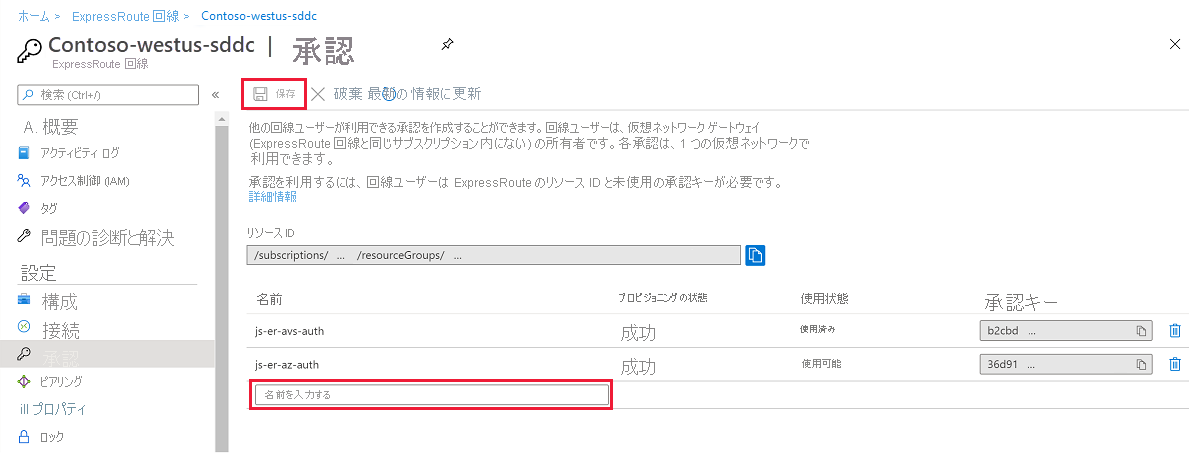 ホーム > ExpressRoute 回線 > Contoso-westus-sddc
Contoso-westus-sddc | 承認
ExpressRoute 回線
検索 (Ctrl+/)
«
保存
破棄 最初の情報に更新
他の回線ユーザーが利用できる承認を作成することができます。回線ユーザーは、仮想ネットワーク ゲートウェイ
(ExpressRoute 回線と同じサブスクリプション内にない) の所有者です。各承認は、1 つの仮想ネットワークで
利用できます。
承認を利用するには、回線ユーザーは ExpressRoute のリソース ID と未使用の承認キーが必要です。
詳細情報
A. 概要
アクティビティ ログ
アクセス制御 (IAM)
タグ
問題の診断と解決
設定
構成
接続
承認
ピアリング
ill プロパティ
ロック
リソース ID
/subscriptions/ ... /resourceGroups/ ...
名前 プロビジョニングの状態 使用状態 承認キー
js-er-avs-auth 成功 使用済み b2cbd ...
js-er-az-auth 成功 使用可能 36d91 ...
名前を入力する